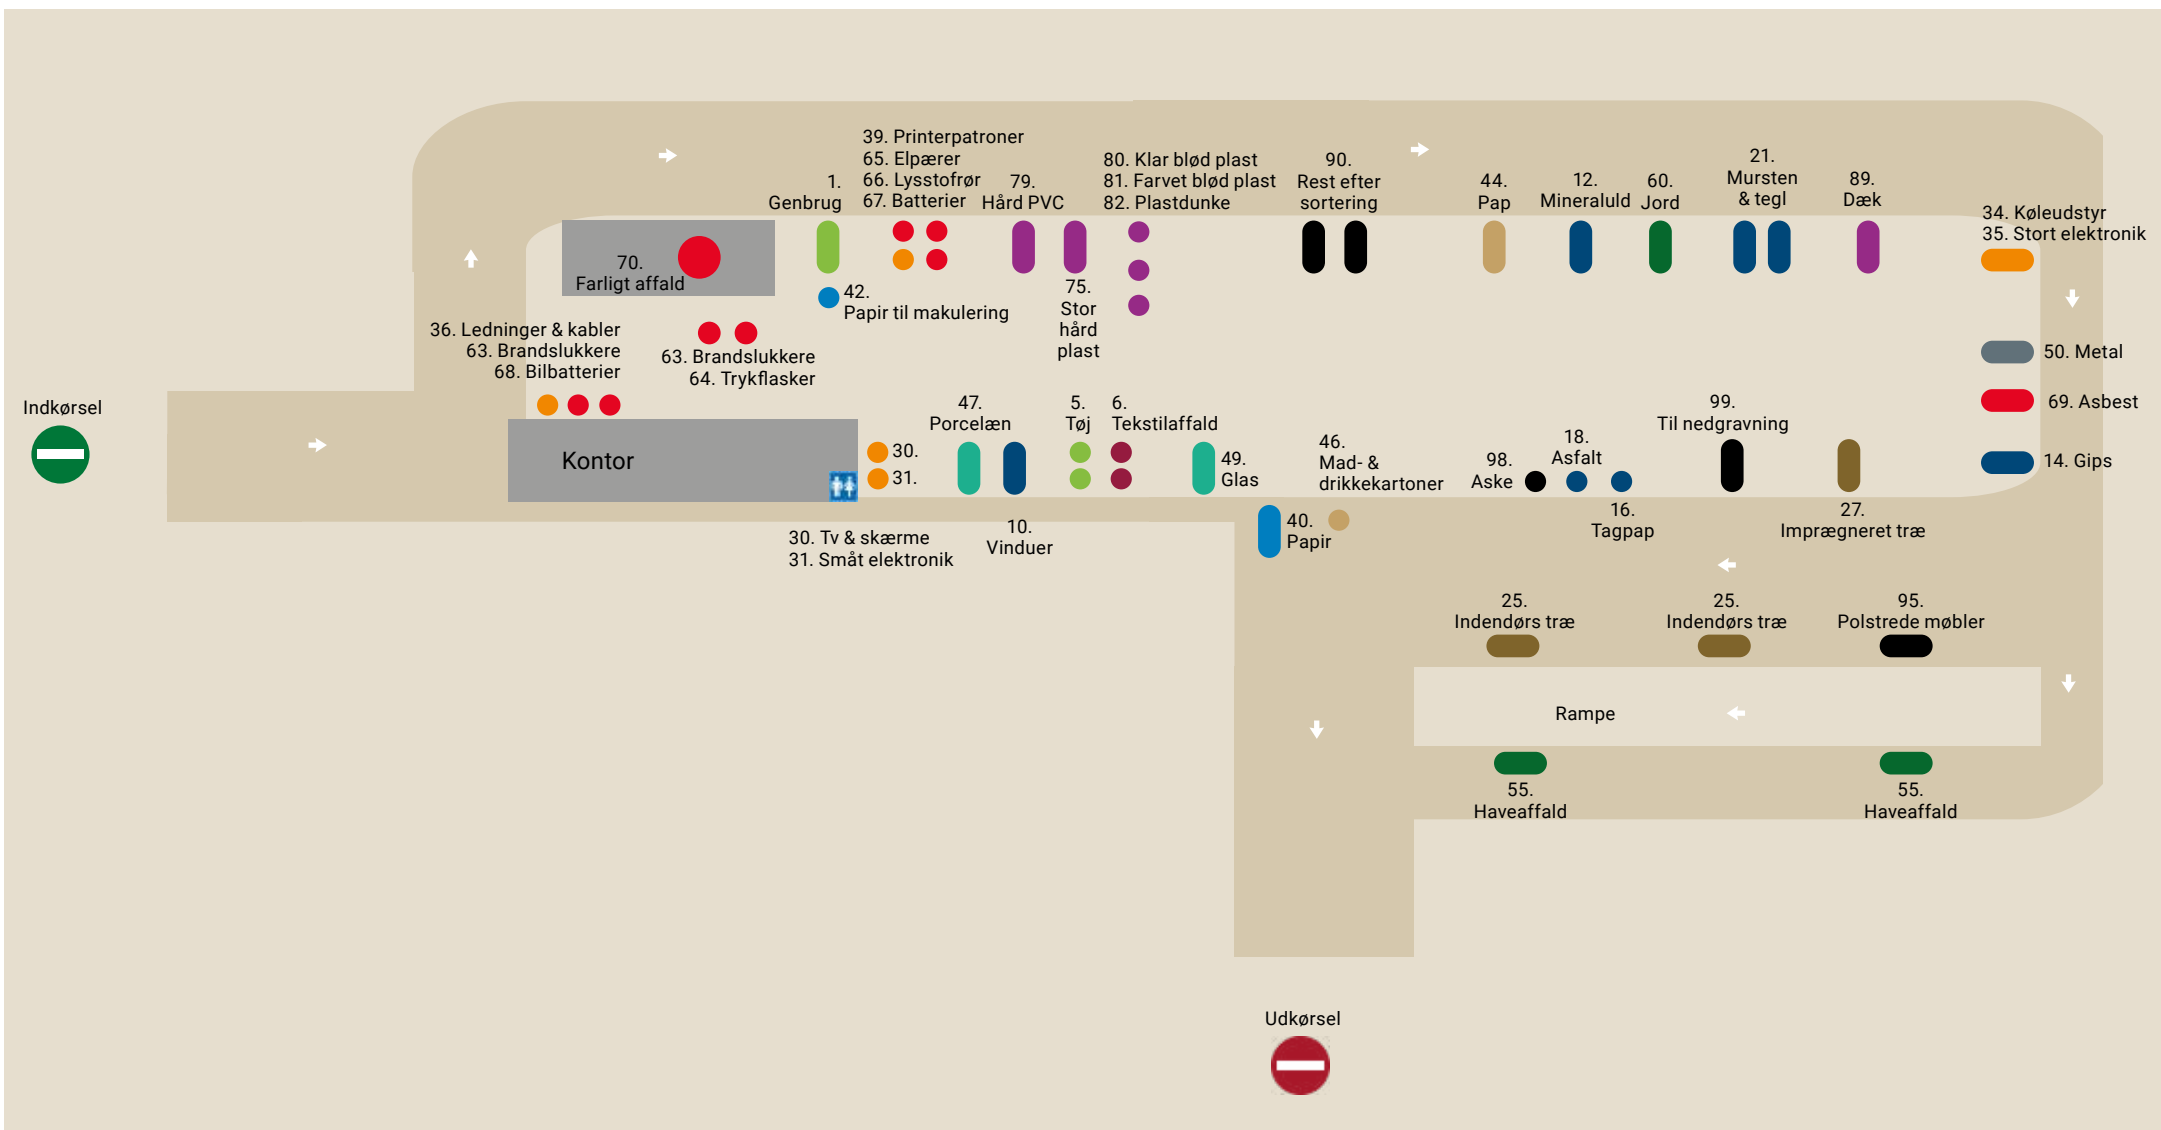 39. Printerpatroner
65. Elpærer
66. Lysstofrør
67. Batterier
1.
Genbrug
79.
Hård PVC
80. Klar blød plast
81. Farvet blød plast
82. Plastdunke
90.
Rest efter
sortering
44.
Pap
12.
Mineraluld
60.
Jord
21.
Mursten
& tegl
89.
Dæk
34. Køleudstyr
35. Stort elektronik
70.
Farligt affald
42.
Papir til makulering
75.
Stor
hård
plast
36. Ledninger & kabler
63. Brandslukkere
68. Bilbatterier
63. Brandslukkere
64. Trykflasker
50. Metal
69. Asbest
14. Gips
Indkørsel
Kontor
30.
31.
47.
Porcelæn
5.
Tøj
6.
Tekstilaffald
49.
Glas
46.
Mad- &
drikkekartoner
98.
Aske
18.
Asfalt
99.
Til nedgravning
30. Tv & skærme
31. Småt elektronik
10.
Vinduer
40.
Papir
16.
Tagpap
27.
Imprægneret træ
25.
Indendørs træ
25.
Indendørs træ
95.
Polstrede møbler
Rampe
55.
Haveaffald
55.
Haveaffald
Udkørsel